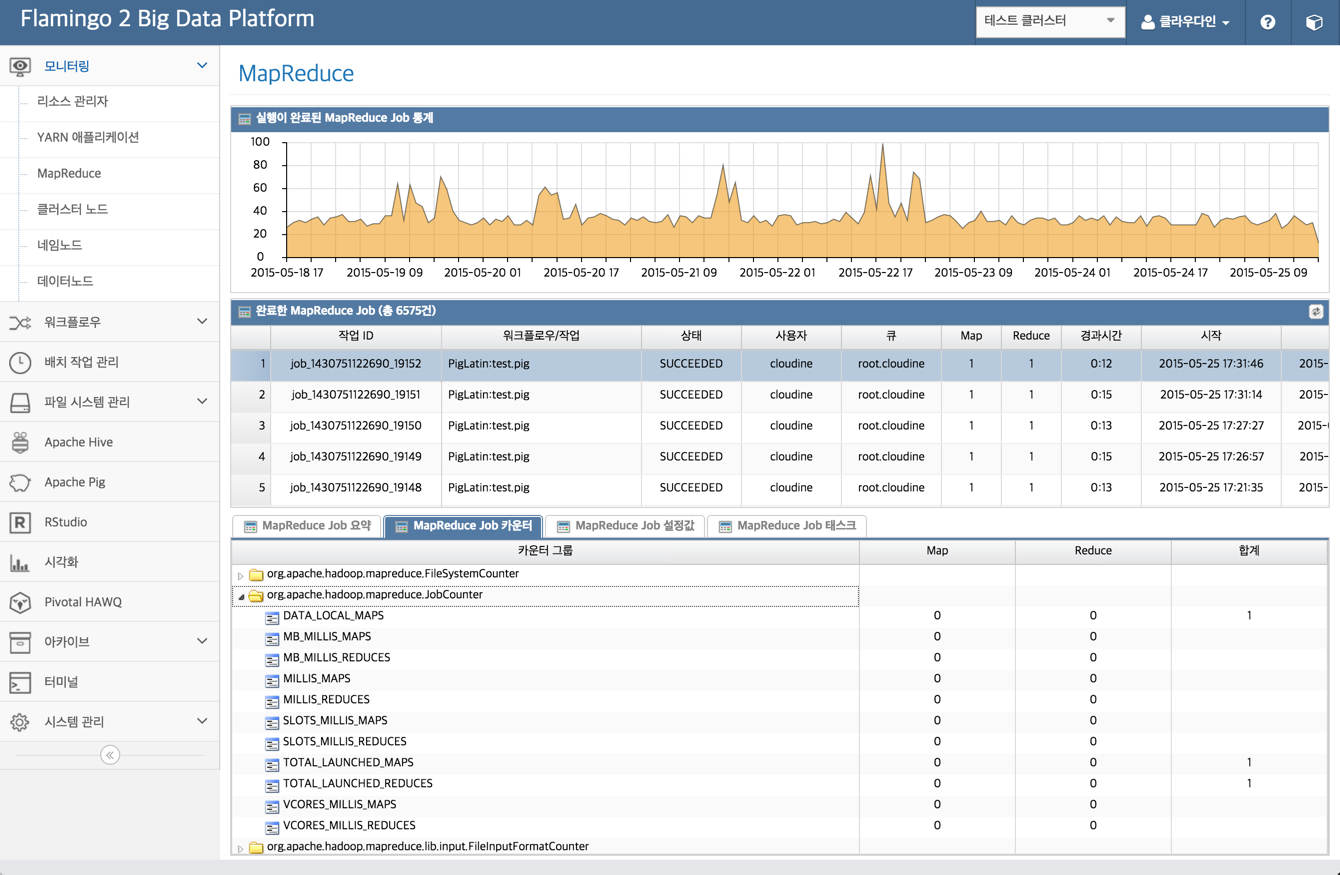 Flamingo 2 Big Data Platform
테스트 클러스터
클라우다인
모니터링
리소스 관리자
YARN 애플리케이션
MapReduce
클러스터 노드
네임노드
데이터노드
워크플로우
배치 작업 관리
파일 시스템 관리
Apache Hive
Apache Pig
RStudio
시각화
Pivotal HAWQ
아카이브
터미널
시스템 관리
MapReduce
실행이 완료된 MapReduce Job 통계
100
80
60
40
20
0
2015-05-18 17 2015-05-19 09 2015-05-20 01 2015-05-20 17 2015-05-21 09 2015-05-22 01 2015-05-22 17 2015-05-23 09 2015-05-24 01 2015-05-24 17 2015-05-25 09
완료한 MapReduce Job (총 6575건)
작업 ID 워크플로우/작업 상태 사용자 큐 Map Reduce 경과시간 시작
1 job_1430751122690_19152 PigLatin:test.pig SUCCEEDED cloudine root.cloudine 1 1 0:12 2015-05-25 17:31:46 2015-
2 job_1430751122690_19151 PigLatin:test.pig SUCCEEDED cloudine root.cloudine 1 1 0:15 2015-05-25 17:31:14 2015-
3 job_1430751122690_19150 PigLatin:test.pig SUCCEEDED cloudine root.cloudine 1 1 0:13 2015-05-25 17:27:27 2015-
4 job_1430751122690_19149 PigLatin:test.pig SUCCEEDED cloudine root.cloudine 1 1 0:15 2015-05-25 17:26:57 2015-
5 job_1430751122690_19148 PigLatin:test.pig SUCCEEDED cloudine root.cloudine 1 1 0:13 2015-05-25 17:21:35 2015-
MapReduce Job 요약 MapReduce Job 카운터 MapReduce Job 설정값 MapReduce Job 태스크
카운터 그룹 Map Reduce 합계
org.apache.hadoop.mapreduce.FileSystemCounter
org.apache.hadoop.mapreduce.JobCounter
DATA_LOCAL_MAPS 0 0 1
MB_MILLIS_MAPS 0 0
MB_MILLIS_REDUCES 0 0
MILLIS_MAPS 0 0
MILLIS_REDUCES 0 0
SLOTS_MILLIS_MAPS 0 0
SLOTS_MILLIS_REDUCES 0 0
TOTAL_LAUNCHED_MAPS 0 0 1
TOTAL_LAUNCHED_REDUCES 0 0 1
VCORES_MILLIS_MAPS 0 0
VCORES_MILLIS_REDUCES 0 0
org.apache.hadoop.mapreduce.lib.input.FileInputFormatCounter